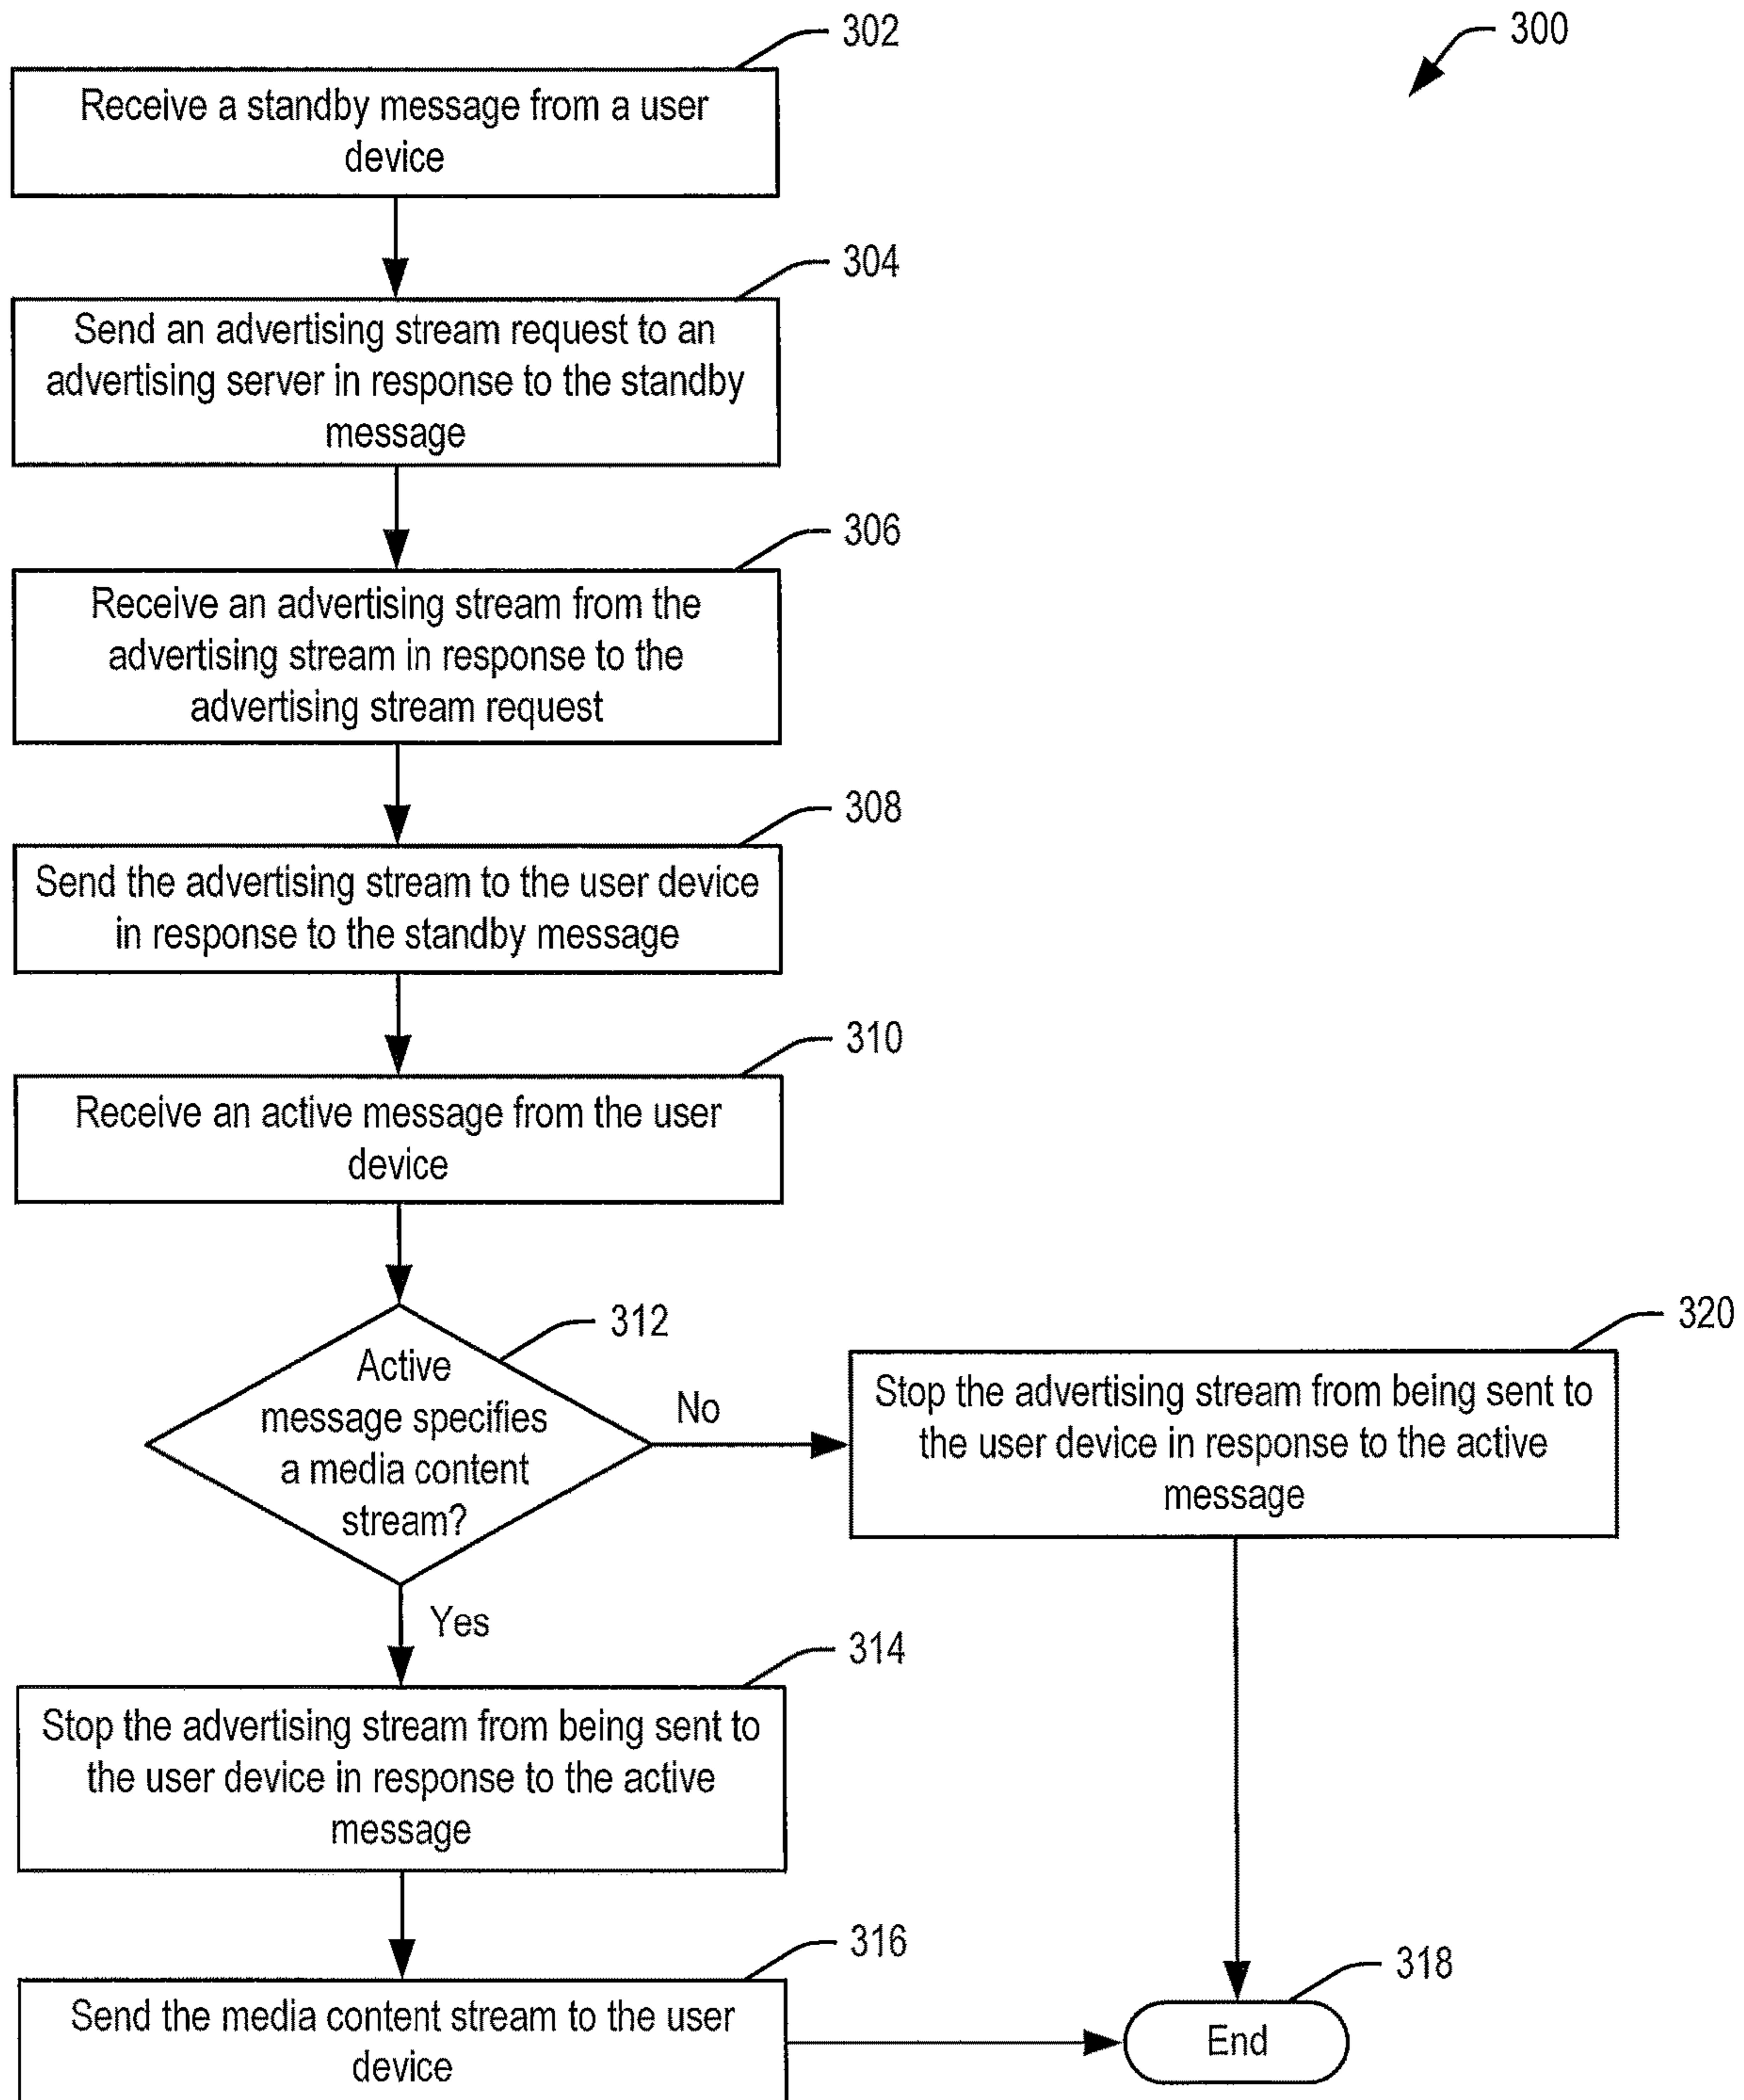 302
300
Receive a standby message from a user
device
304
Send an advertising stream request to an
advertising server in response to the standby
message
306
Receive an advertising stream from the
advertising stream in response to the
advertising stream request
308
Send the advertising stream to the user device
in response to the standby message
310
Receive an active message from the user
device
312
Active
message specifies
a media content
stream?
No
320
Stop the advertising stream from being sent to
the user device in response to the active
message
Yes
314
Stop the advertising stream from being sent to
the user device in response to the active
message
316
Send the media content stream to the user
device
318
End